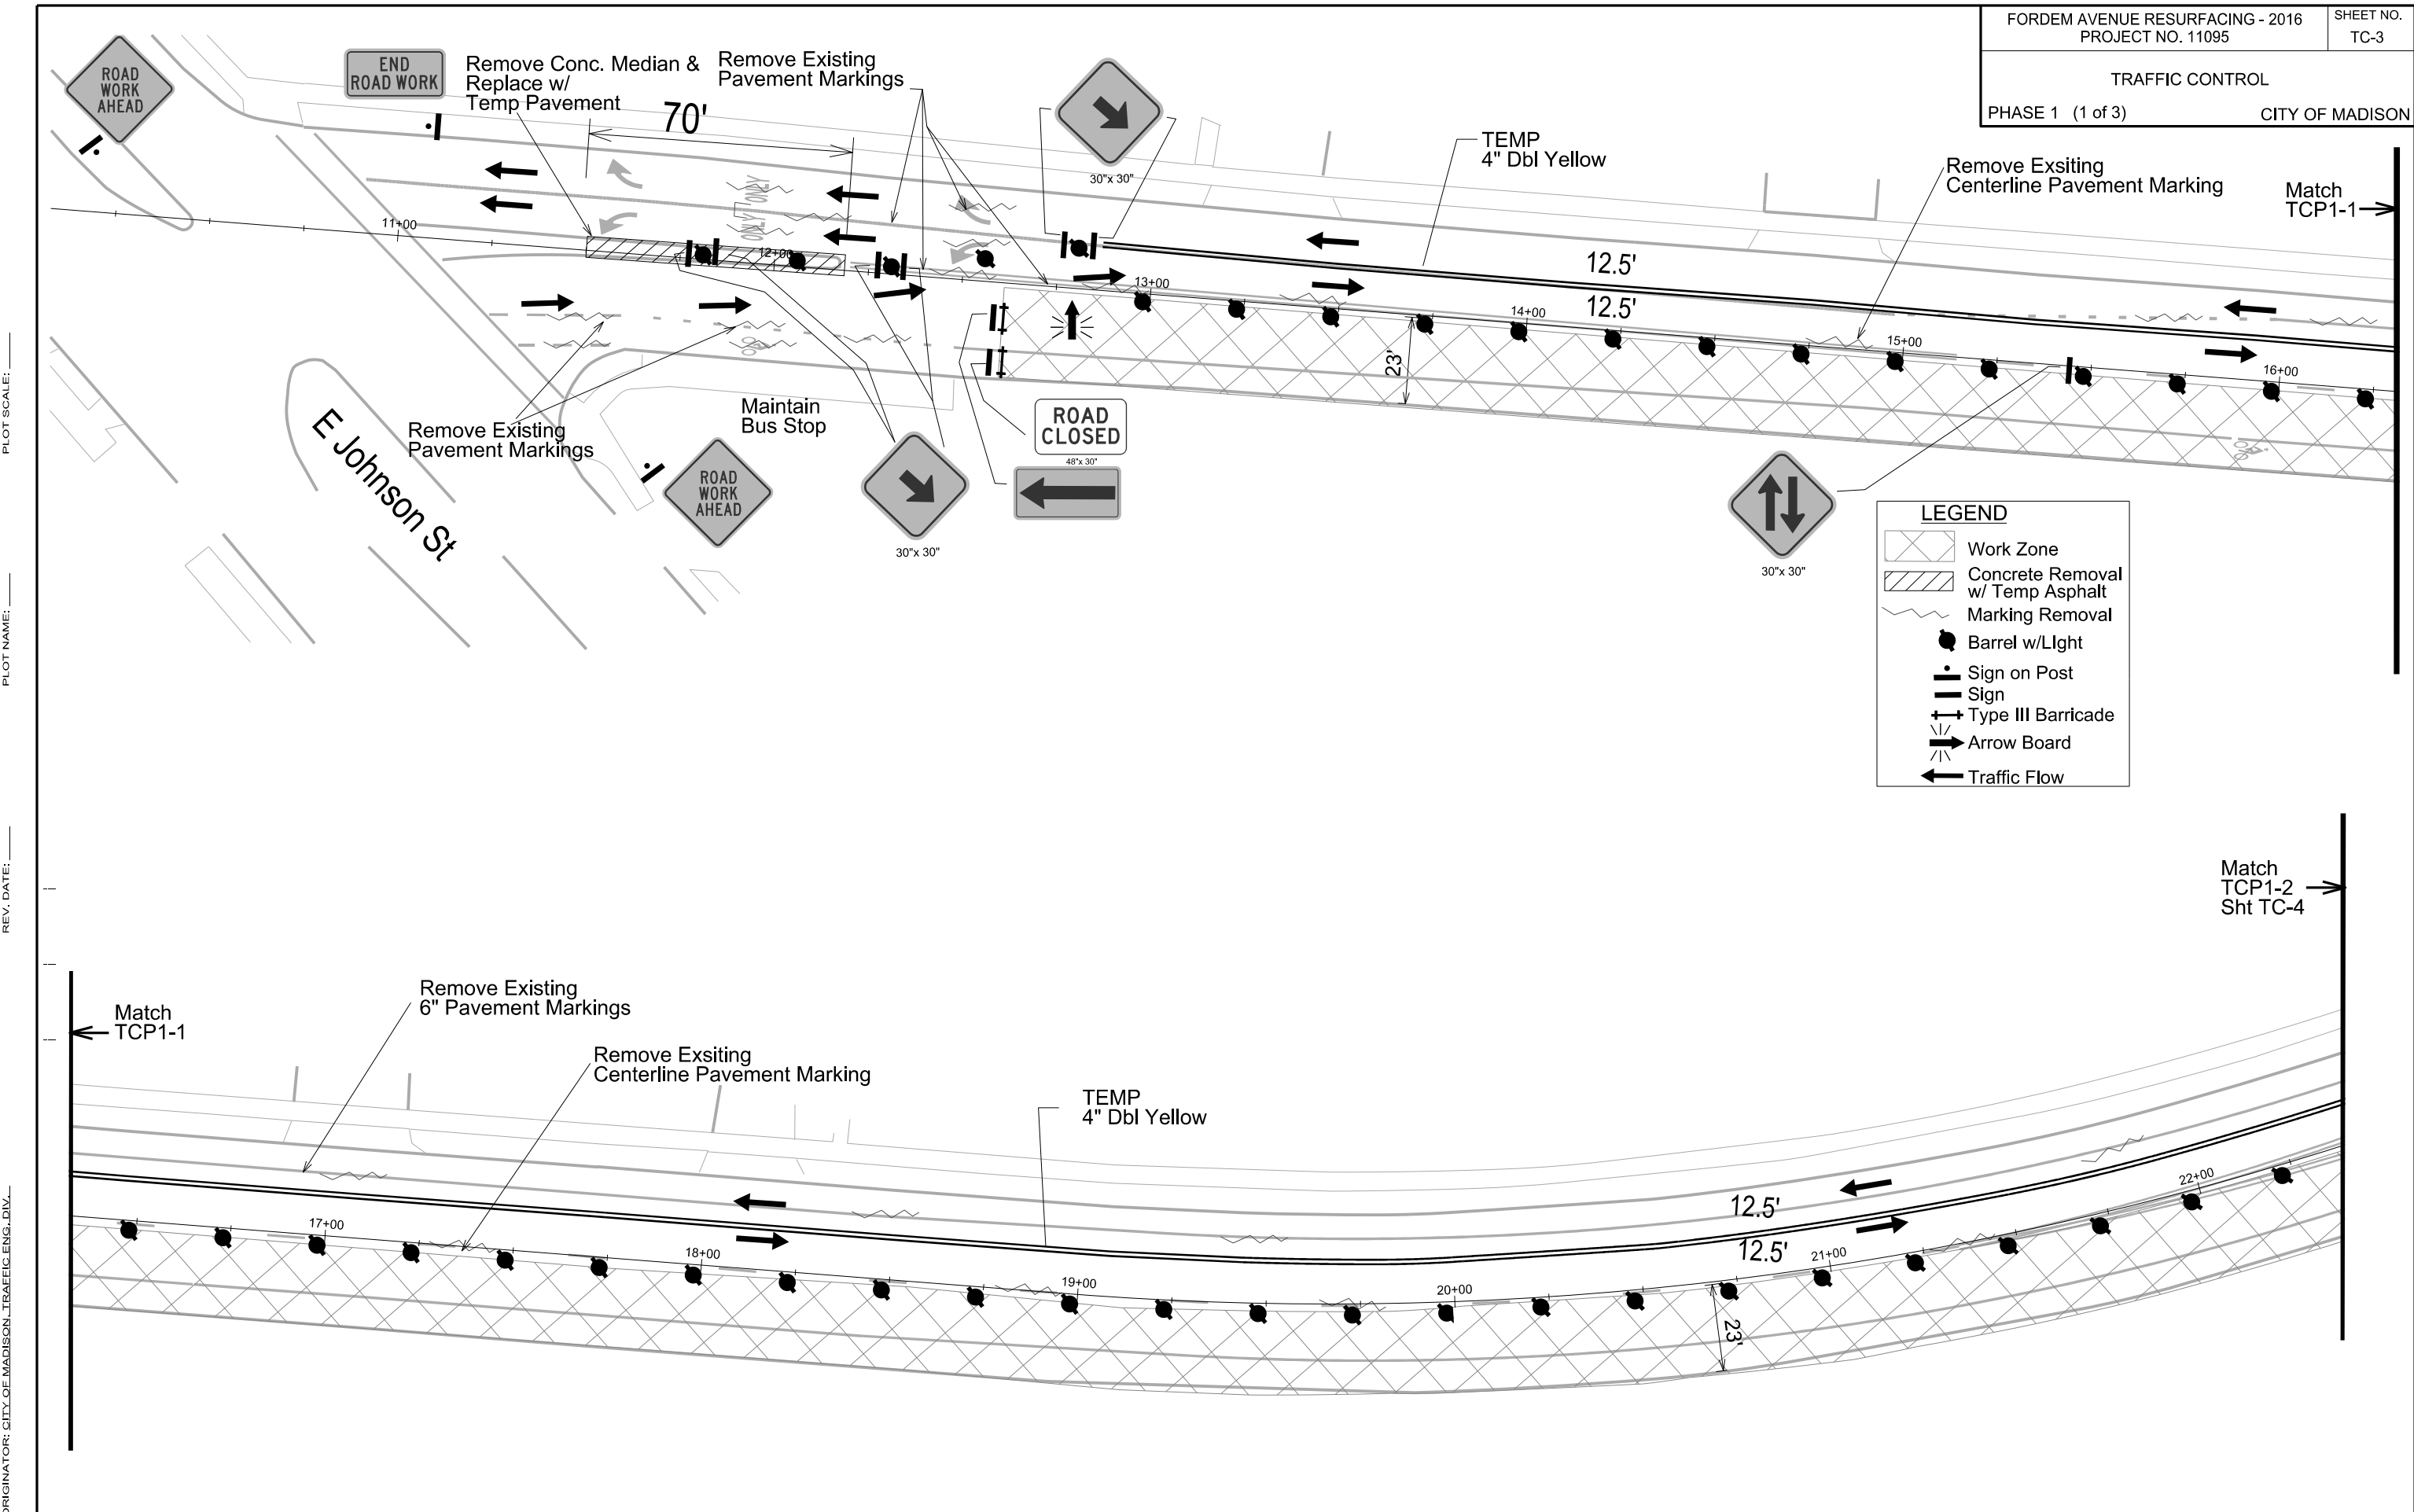 FORDEM AVENUE RESURFACING - 2016
PROJECT NO. 11095
SHEET NO.
TC-3
TRAFFIC CONTROL
PHASE 1 (1 of 3)
CITY OF MADISON
ROAD
WORK
AHEAD
END
ROAD WORK
Remove Conc. Median &
Replace w/
Temp Pavement
70'
Remove Existing
Pavement Markings
30"x 30"
TEMP
4" Dbl Yellow
Remove Exsiting
Centerline Pavement Marking
Match
TCP1-1
ONLY
ONLY
11+00
12+00
13+00
14+00
15+00
16+00
12.5'
12.5'
23'
E Johnson St
Remove Existing
Pavement Markings
Maintain
Bus Stop
ROAD
WORK
AHEAD
30"x 30"
ROAD
CLOSED
48"x 30"
30"x 30"
LEGEND
Work Zone
Concrete Removal
w/ Temp Asphalt
Marking Removal
Barrel w/LIght
Sign on Post
Sign
Type III Barricade
Arrow Board
Traffic Flow
Match
TCP1-2
Sht TC-4
Match
TCP1-1
Remove Existing
6" Pavement Markings
Remove Exsiting
Centerline Pavement Marking
TEMP
4" Dbl Yellow
17+00
18+00
19+00
20+00
21+00
22+00
12.5'
12.5'
23'
PLOT SCALE:
PLOT NAME:
REV. DATE:
ORIGINATOR: CITY OF MADISON TRAFFIC ENG. DIV.